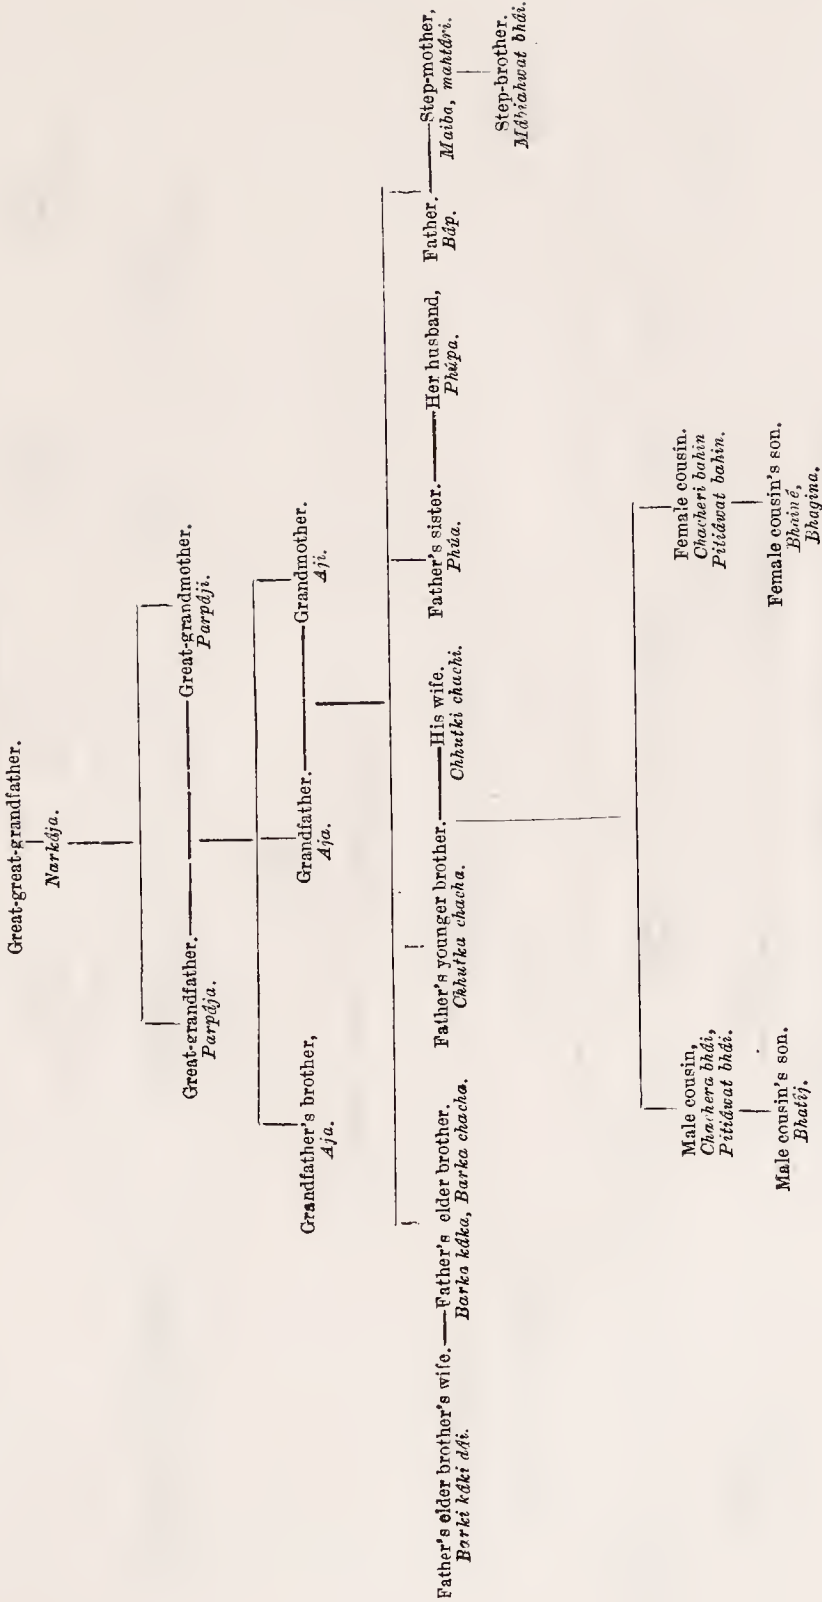 Great-great-grandfather.
Narkâja.
Great-grandfather.
Parpâja.
Great-grandmother.
Parpâji.
Grandfather's brother,
Aja.
Grandfather.
Aja.
Grandmother.
Aji.
Father's elder brother's wife.
Barki kâki dâi.
Father's elder brother.
Barka kâka, Barka chacha.
Father's younger brother.
Chhutka chacha.
His wife.
Chhutki chachi.
Father's sister.
Phûa.
Her husband,
Phûpa.
Father.
Bâp.
Step-mother,
Maiba, mahtâri.
Step-brother.
bhâi.
Male cousin,
Chachera bhâi,
Pitiâwat bhâi.
Male cousin's son.
Bhatîj.
Female cousin.
Chacheri bahin
Pitiâwat bahin.
Female cousin's son.
Bhainé,
Bhagina.